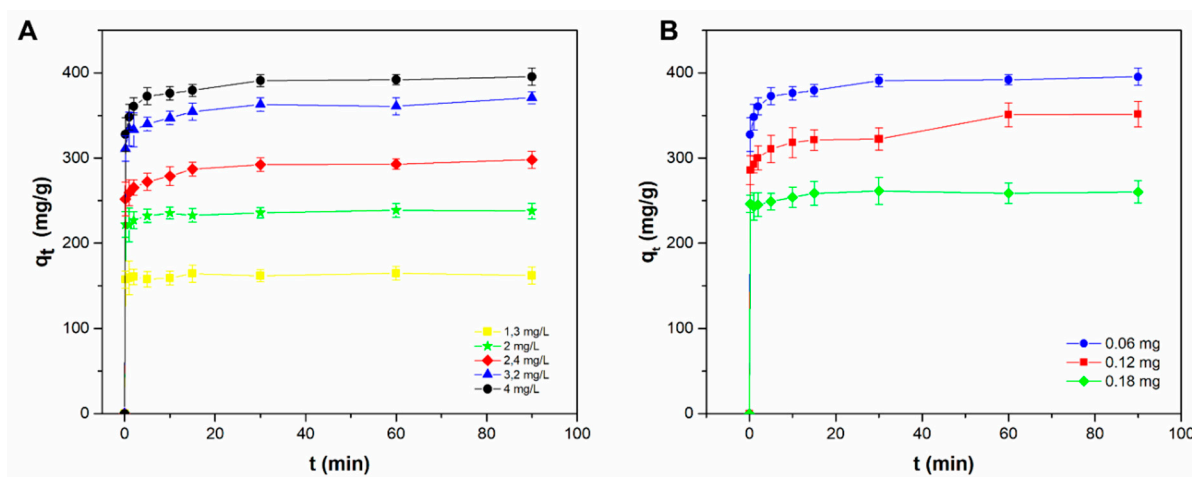 A
400
300
200
100
0
qt (mg/g)
0 20 40 60 80 100
t (min)
1,3 mg/L
2 mg/L
2,4 mg/L
3,2 mg/L
4 mg/L
B
400
300
200
100
0
qt (mg/g)
0 20 40 60 80 100
t (min)
0.06 mg
0.12 mg
0.18 mg